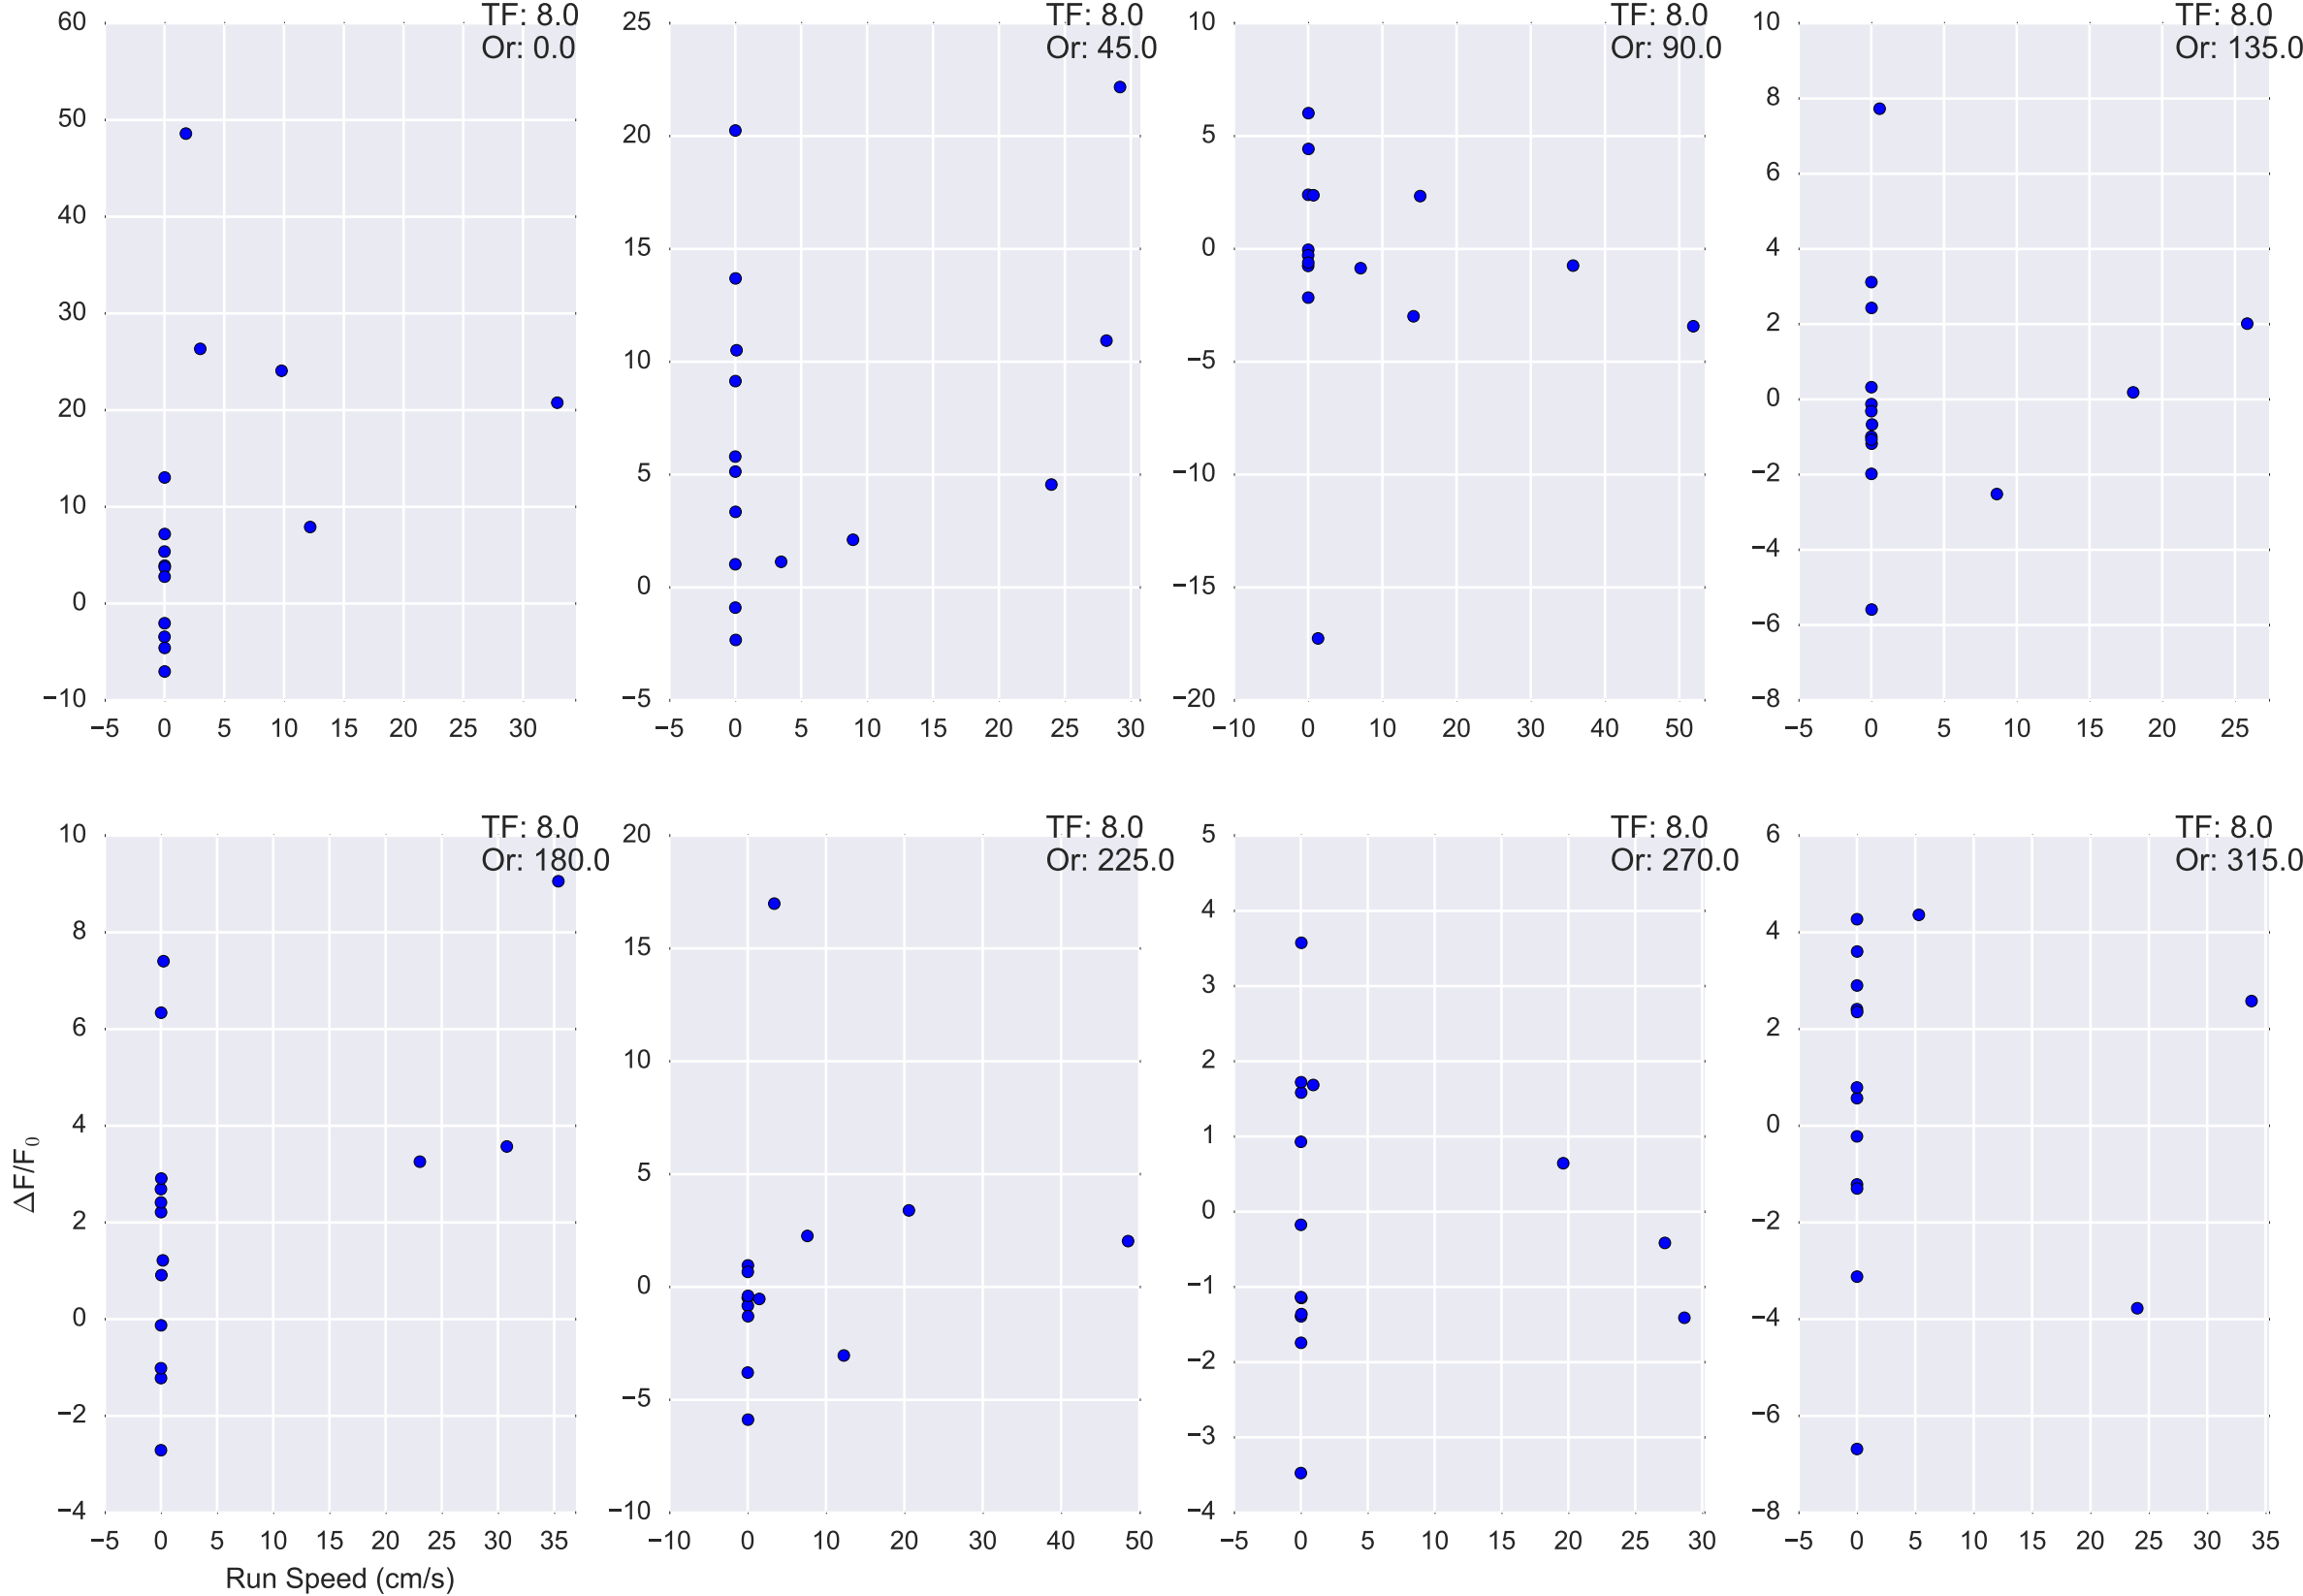 TF: 8.0
Or: 0.0
60
50
40
30
20
10
0
−10
−5 0 5 10 15 20 25 30
TF: 8.0
Or: 45.0
25
20
15
10
5
0
−5
−5 0 5 10 15 20 25 30
TF: 8.0
Or: 90.0
10
5
0
−5
−10
−15
−20
−10 0 10 20 30 40 50
TF: 8.0
Or: 135.0
10
8
6
4
2
0
−2
−4
−6
−8
−5 0 5 10 15 20 25
TF: 8.0
Or: 180.0
10
8
6
4
2
0
−2
−4
−5 0 5 10 15 20 25 30 35
ΔF/F0
Run Speed (cm/s)
TF: 8.0
Or: 225.0
20
15
10
5
0
−5
−10
−10 0 10 20 30 40 50
TF: 8.0
Or: 270.0
5
4
3
2
1
0
−1
−2
−3
−4
−5 0 5 10 15 20 25 30
TF: 8.0
Or: 315.0
6
4
2
0
−2
−4
−6
−8
−5 0 5 10 15 20 25 30 35